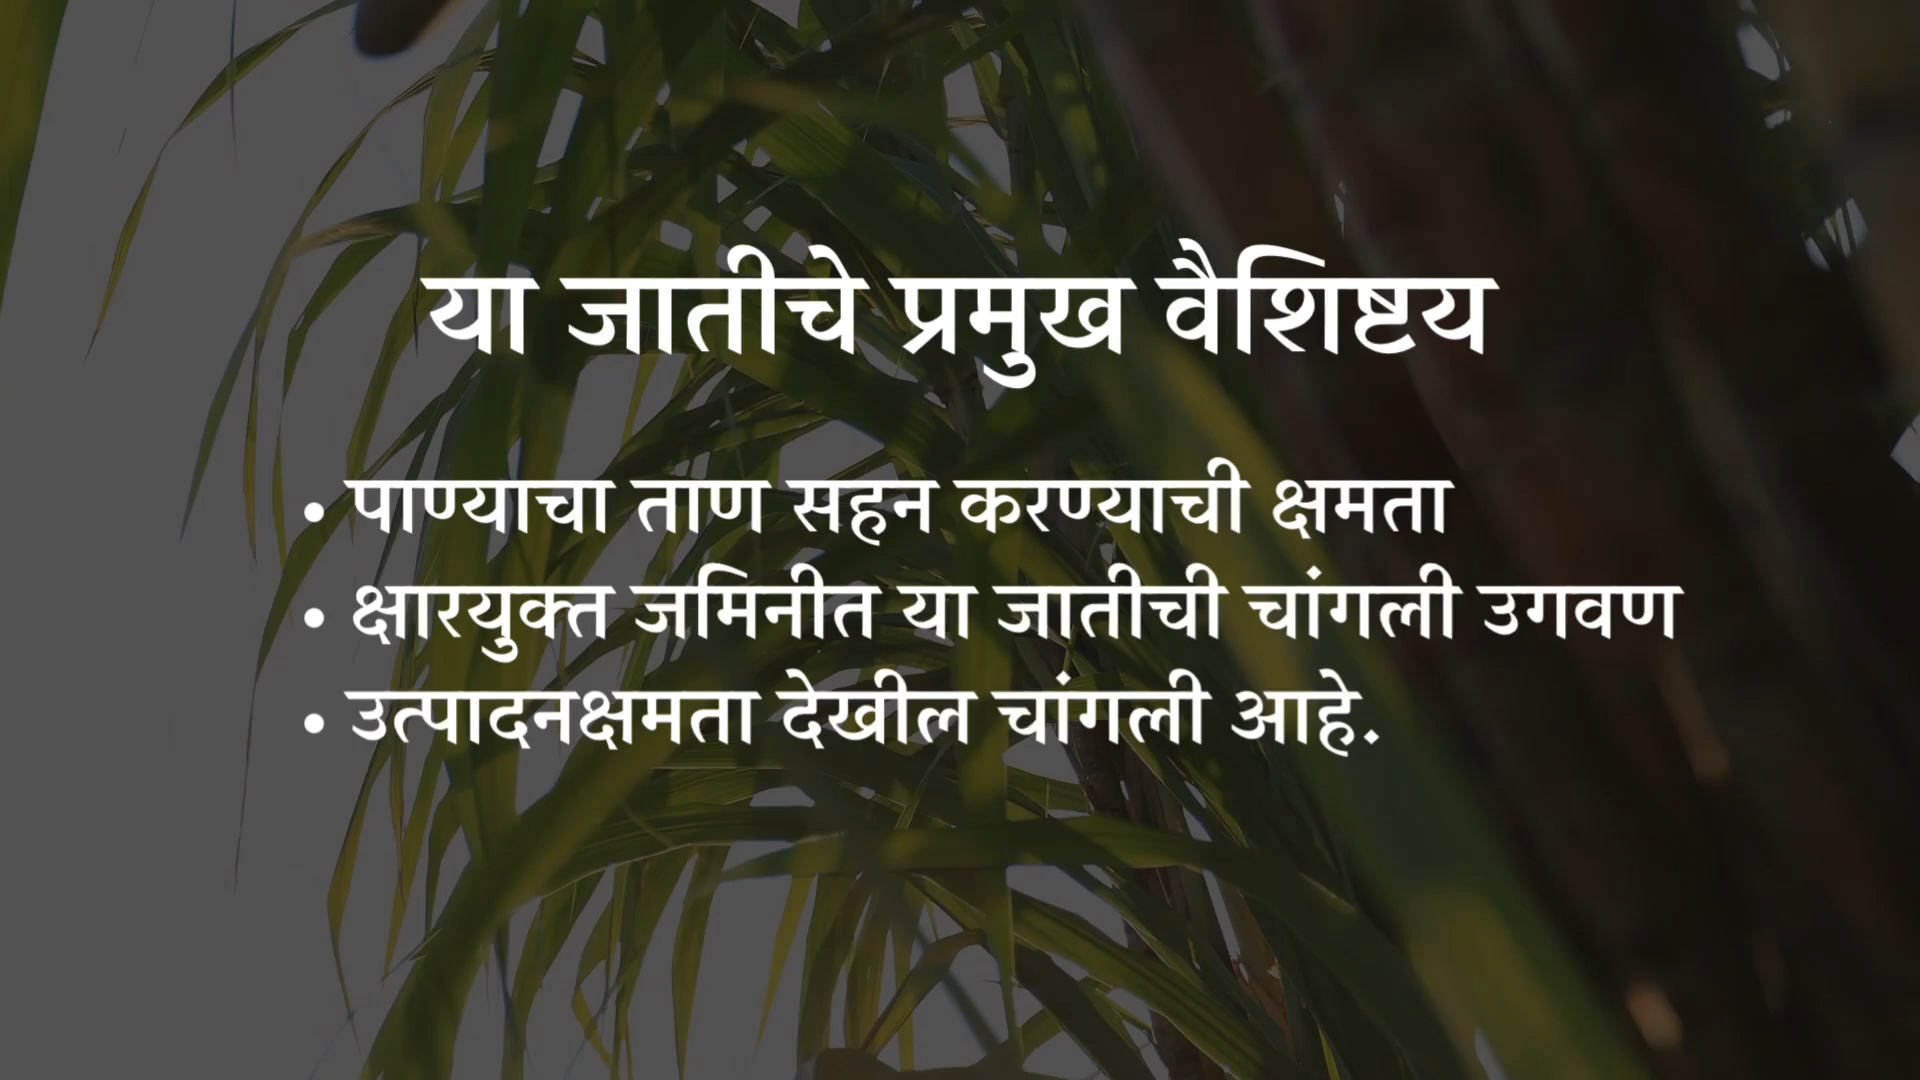 या जातीचे प्रमुख वैशिष्टय
• पाण्याचा ताण सहन करण्याची क्षमता
• क्षारयुक्त जमिनीत या जातीची चांगली उगवण
• उत्पादनक्षमता देखील चांगली आहे.